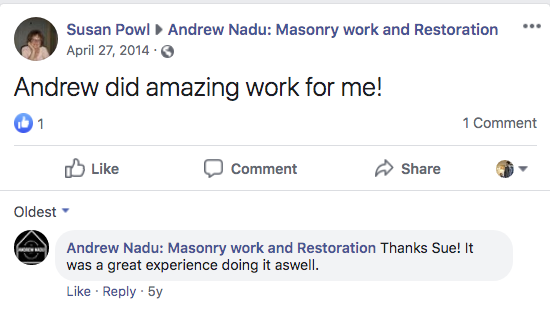 Susan Powl ▸ Andrew Nadu: Masonry work and Restoration
April 27, 2014 ·
Andrew did amazing work for me!
1
1 Comment
Like Comment Share
Oldest
ANDREW NADU
Andrew Nadu: Masonry work and Restoration Thanks Sue! It
was a great experience doing it aswell.
Like · Reply · 5y